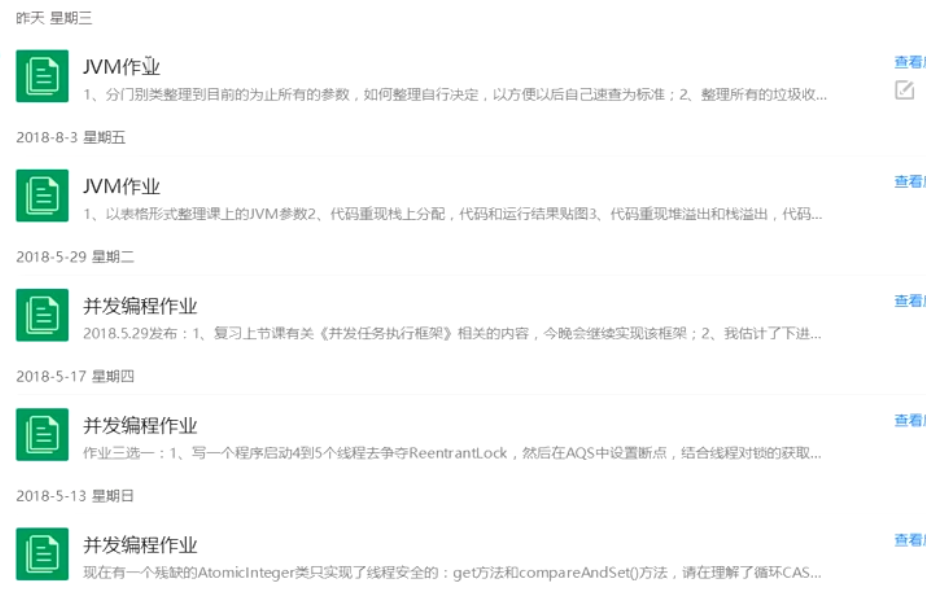 昨天 星期三
JVM作业
查看
1、分门别类整理到目前的为止所有的参数，如何整理自行决定，以方便以后自己速查为标准；2、整理所有的垃圾收...
2018-8-3 星期五
JVM作业
查看
1、以表格形式整理课上的JVM参数2、代码重现栈上分配，代码和运行结果贴图3、代码重现堆溢出和栈溢出，代码...
2018-5-29 星期二
并发编程作业
查看
2018.5.29发布：1、复习上节课有关《并发任务执行框架》相关的内容，今晚会继续实现该框架；2、我估计了下进...
2018-5-17 星期四
并发编程作业
查看
作业三选一：1、写一个程序启动4到5个线程去争夺ReentrantLock，然后在AQS中设置断点，结合线程对锁的获取...
2018-5-13 星期日
并发编程作业
查看
现在有一个残缺的AtomicInteger类只实现了线程安全的：get方法和compareAndSet()方法，请在理解了循环CAS...